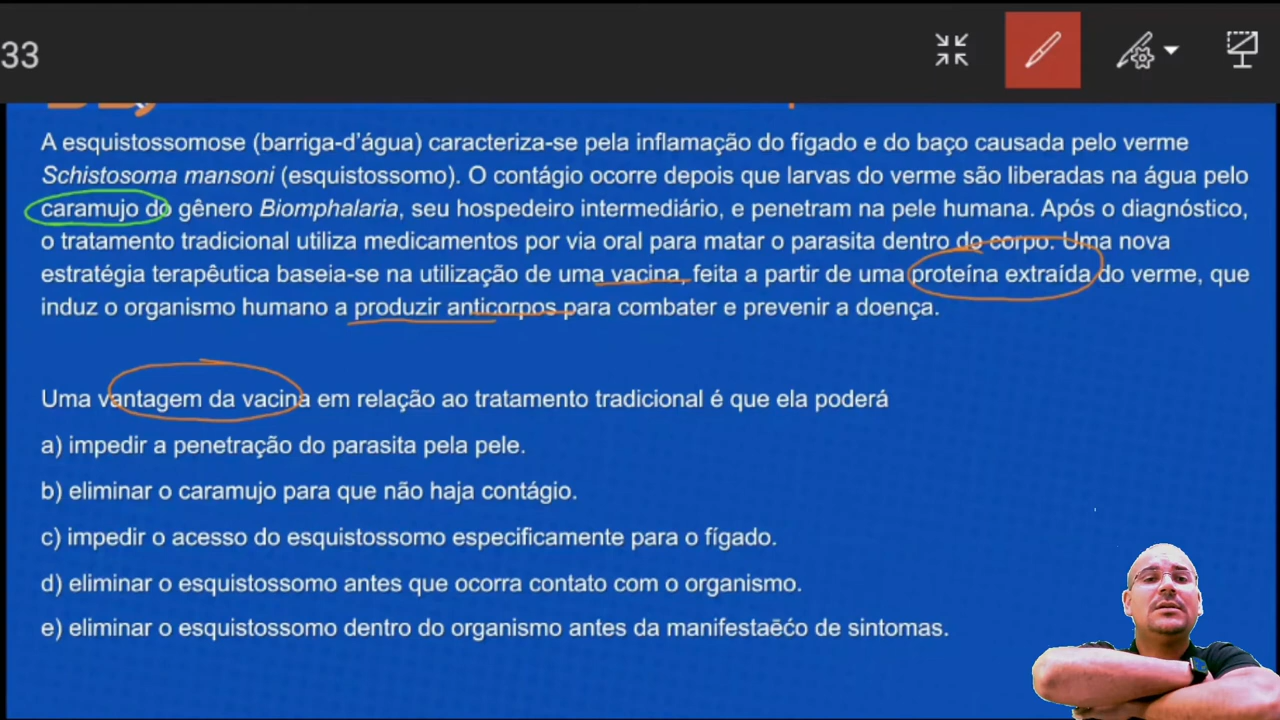 33
A esquistossomose (barriga-d'água) caracteriza-se pela inflamação do fígado e do baço causada pelo verme
Schistosoma mansoni (esquistossomo). O contágio ocorre depois que larvas do verme são liberadas na água pelo
caramujo do gênero Biomphalaria, seu hospedeiro intermediário, e penetram na pele humana. Após o diagnóstico,
o tratamento tradicional utiliza medicamentos por via oral para matar o parasita dentro do corpo. Uma nova
estratégia terapêutica baseia-se na utilização de uma vacina, feita a partir de uma proteína extraída do verme, que
induz o organismo humano a produzir anticorpos para combater e prevenir a doença.
Uma vantagem da vacina em relação ao tratamento tradicional é que ela poderá
a) impedir a penetração do parasita pela pele.
b) eliminar o caramujo para que não haja contágio.
c) impedir o acesso do esquistossomo especificamente para o fígado.
d) eliminar o esquistossomo antes que ocorra contato com o organismo.
e) eliminar o esquistossomo dentro do organismo antes da manifestaēćo de sintomas.